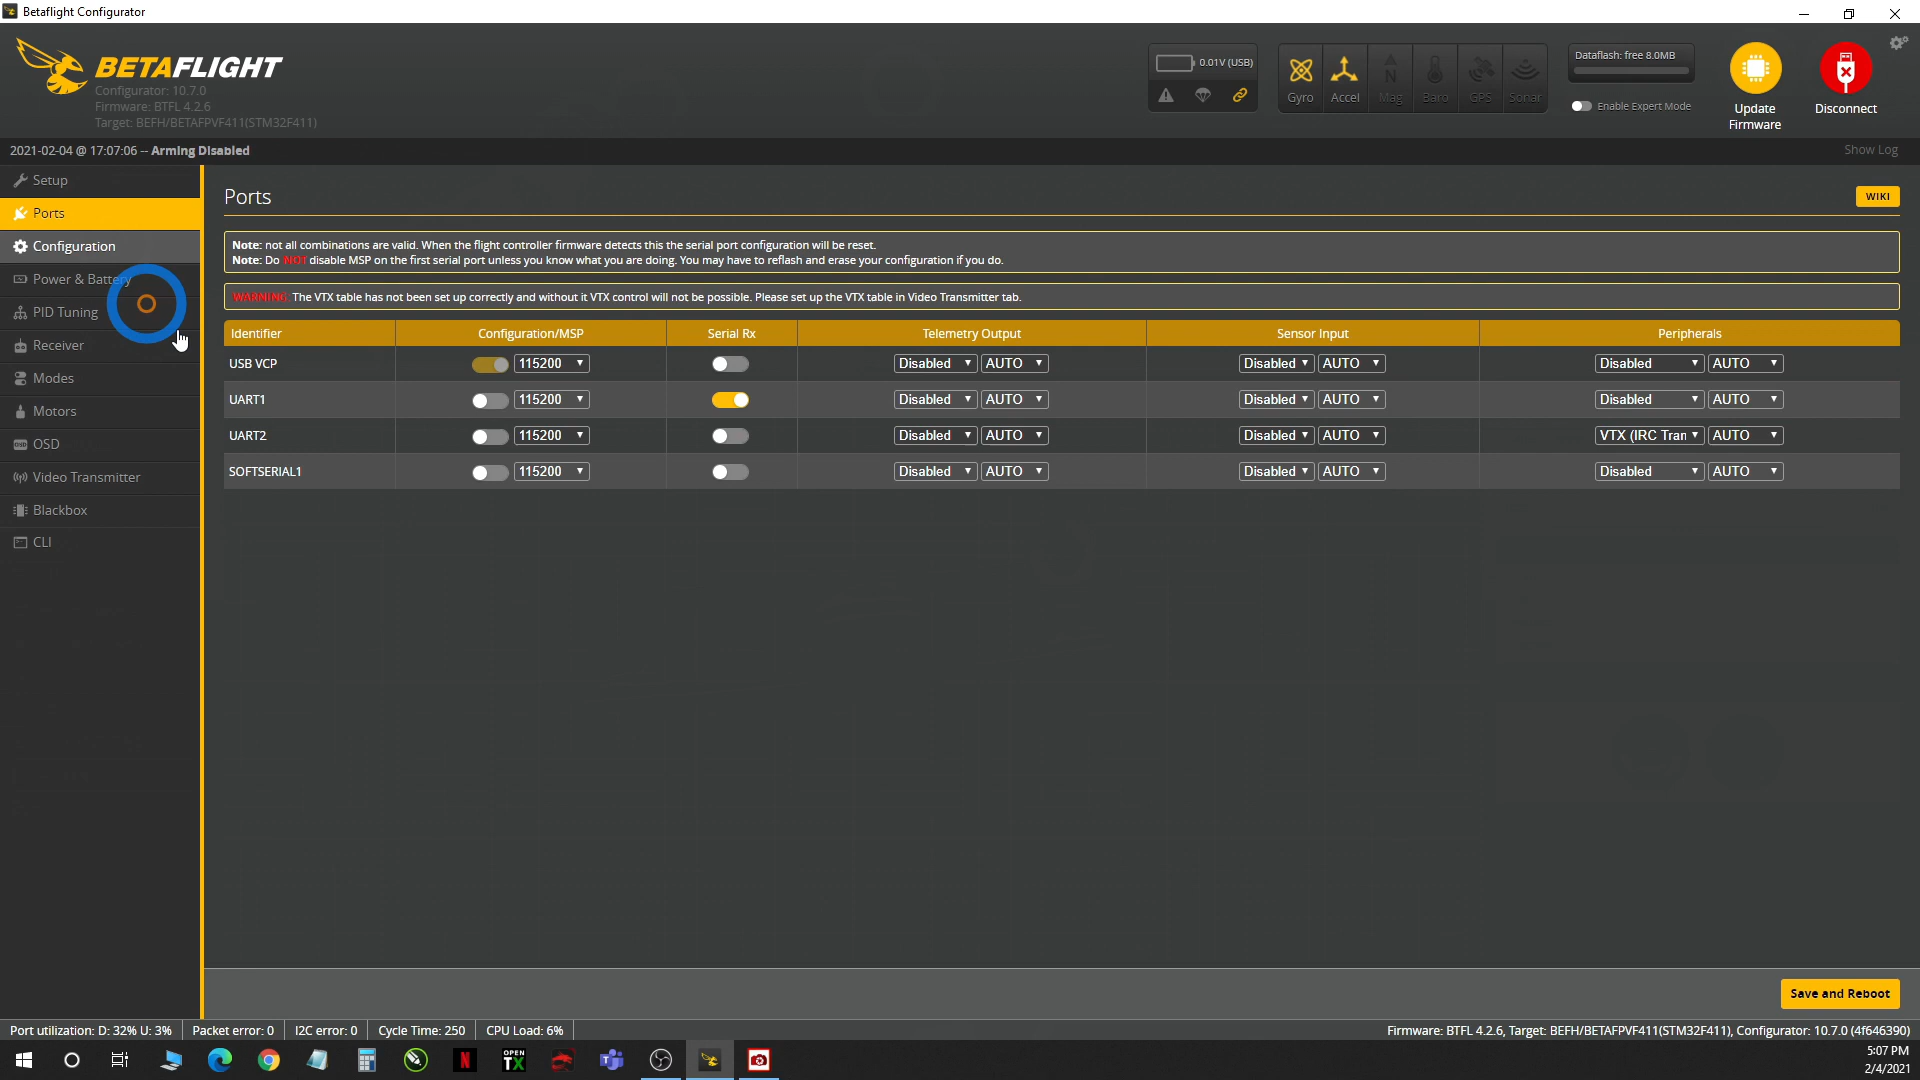 Betaflight Configurator
BETAFLIGHT
Configurator: 10.7.0
Firmware: BTFL 4.2.6
Target: BEFH/BETAFPVF411(STM32F411)
0.01V (USB)
Gyro Accel Mag Baro GPS Sonar
Dataflash: free 8.0MB
Enable Expert Mode
Update
Firmware
Disconnect
2021-02-04 @ 17:07:06 -- Arming Disabled
Show Log
Setup
Ports
Configuration
Power & Battery
PID Tuning
Receiver
Modes
Motors
OSD
Video Transmitter
Blackbox
CLI
Ports
WIKI
Note: not all combinations are valid. When the flight controller firmware detects this the serial port configuration will be reset.
Note: Do NOT disable MSP on the first serial port unless you know what you are doing. You may have to reflash and erase your configuration if you do.
WARNING: The VTX table has not been set up correctly and without it VTX control will not be possible. Please set up the VTX table in Video Transmitter tab.
Identifier Configuration/MSP Serial Rx Telemetry Output Sensor Input Peripherals
USB VCP 115200 Disabled AUTO Disabled AUTO Disabled AUTO
UART1 115200 Disabled AUTO Disabled AUTO Disabled AUTO
UART2 115200 Disabled AUTO Disabled AUTO VTX (IRC Tran AUTO
SOFTSERIAL1 115200 Disabled AUTO Disabled AUTO Disabled AUTO
Save and Reboot
Port utilization: D: 32% U: 3% Packet error: 0 I2C error: 0 Cycle Time: 250 CPU Load: 6%
Firmware: BTFL 4.2.6, Target: BEFH/BETAFPVF411(STM32F411), Configurator: 10.7.0 (4f646390)
OPEN
TX
5:07 PM
2/4/2021